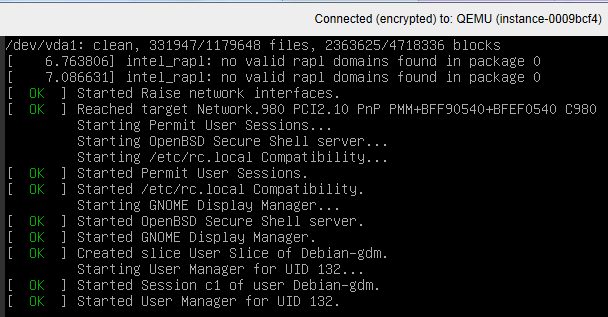 Connected (encrypted) to: QEMU (instance-0009bcf4)
/dev/vda1: clean, 331947/1179648 files, 2363625/4718336 blocks
[    6.763806] intel_rapl: no valid rapl domains found in package 0
[    7.086631] intel_rapl: no valid rapl domains found in package 0
[  OK  ] Started Raise network interfaces.
[  OK  ] Reached target Network.980 PCI2.10 PnP PMM+BFF90540+BFEF0540 C980
         Starting Permit User Sessions...
         Starting OpenBSD Secure Shell server...
         Starting /etc/rc.local Compatibility...
[  OK  ] Started Permit User Sessions.
[  OK  ] Started /etc/rc.local Compatibility.
         Starting GNOME Display Manager...
[  OK  ] Started OpenBSD Secure Shell server.
[  OK  ] Started GNOME Display Manager.
[  OK  ] Created slice User Slice of Debian-gdm.
         Starting User Manager for UID 132...
[  OK  ] Started Session c1 of user Debian-gdm.
[  OK  ] Started User Manager for UID 132.